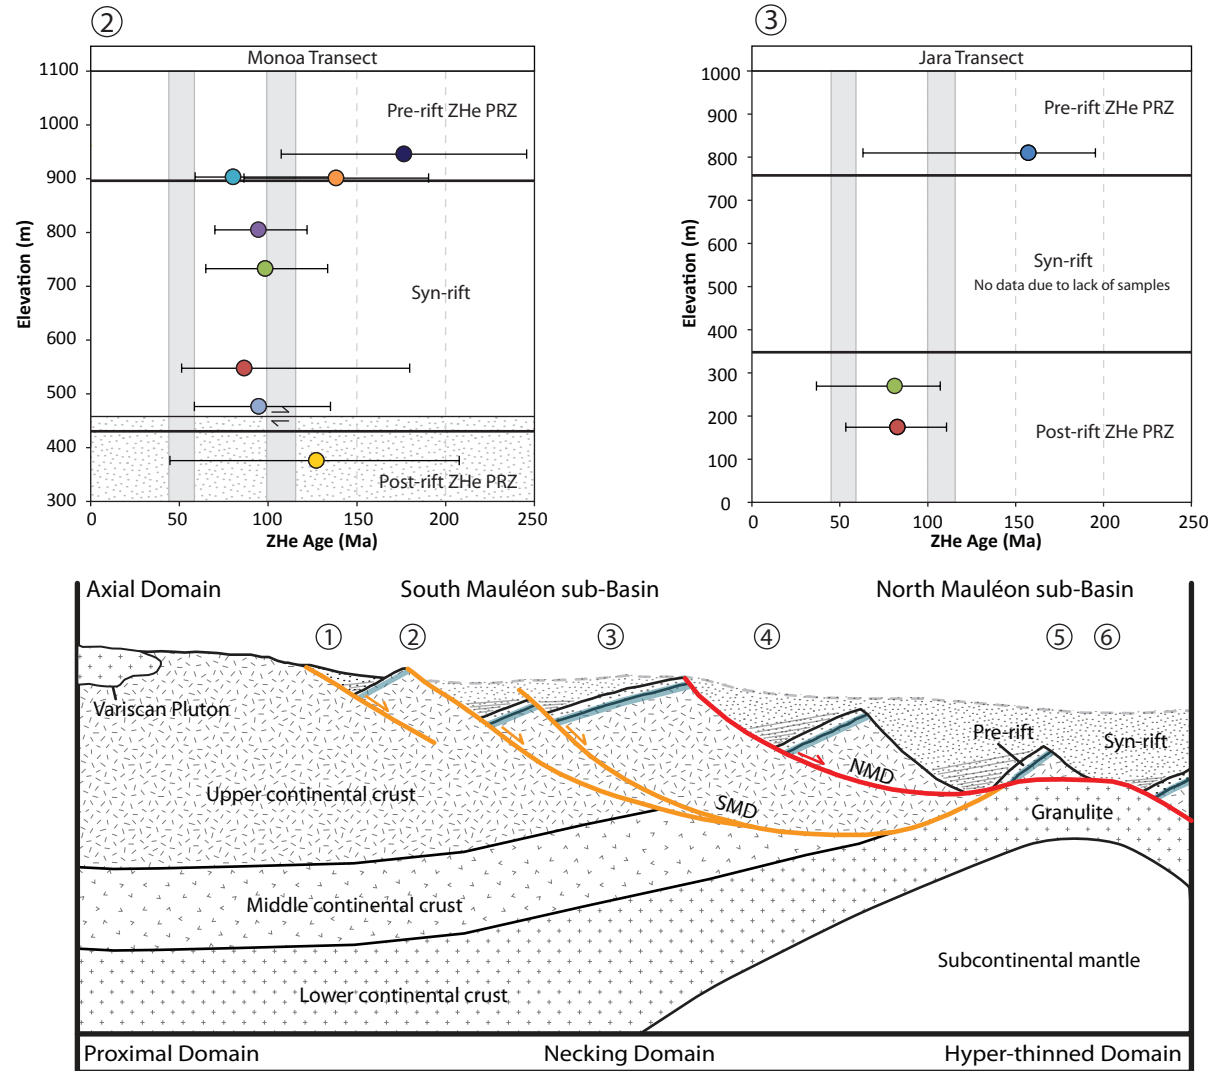 ②
Monoa Transect
1100
1000
900
800
700
600
500
400
300
Elevation (m)
Pre-rift ZHe PRZ
Syn-rift
Post-rift ZHe PRZ
0
50
100
150
200
250
ZHe Age (Ma)
③
Jara Transect
1000
900
800
700
600
500
400
300
200
100
0
Elevation (m)
Pre-rift ZHe PRZ
Syn-rift
No data due to lack of samples
Post-rift ZHe PRZ
0
50
100
150
200
250
ZHe Age (Ma)
Axial Domain
South Mauléon sub-Basin
North Mauléon sub-Basin
① ② ③ ④ ⑤ ⑥
Variscan Pluton
Pre-rift
Syn-rift
NMD
Upper continental crust
SMD
Granulite
Middle continental crust
Subcontinental mantle
Lower continental crust
Proximal Domain
Necking Domain
Hyper-thinned Domain